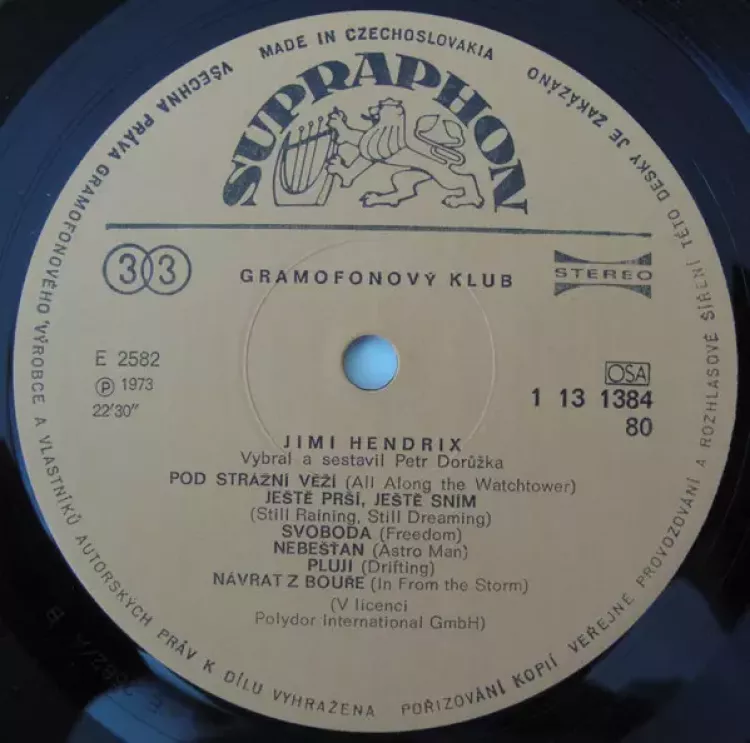 MADE IN CZECHOSLOVAKIA
VŠECHNA PRÁVA GRAMOFONOVÉHO VÝROBCE A VLASTNÍKŮ AUTORSKÝCH PRÁV K DÍLU VYHRAŽENA
POŘIZOVÁNÍ KOPIÍ VEŘEJNÉ PROVOZOVÁNÍ A ROZHLASOVÉ ŠÍŘENÍ TÉTO DESKY JE ZAKÁZÁNO
SUPRAPHON
33
GRAMOFONOVÝ KLUB
STEREO
E 2582
Ⓟ 1973
22'30"
OSA
1 13 1384
80
JIMI HENDRIX
Vybral a sestavil Petr Dorůžka
POD STRÁŽNÍ VĚŽÍ (All Along the Watchtower)
JEŠTĚ PRŠÍ, JEŠTĚ SNÍM
(Still Raining, Still Dreaming)
SVOBODA (Freedom)
NEBEŠŤAN (Astro Man)
PLUJI (Drifting)
NÁVRAT Z BOUŘE (In From the Storm)
(V licenci
Polydor International GmbH)